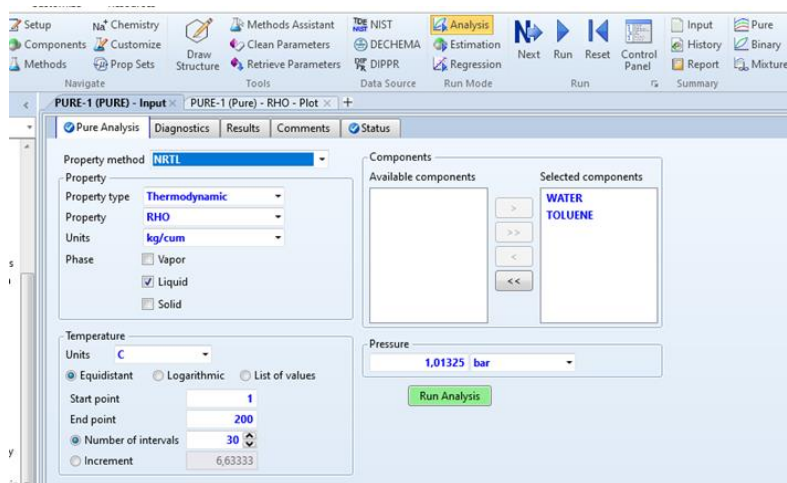 Setup Na+ Chemistry Methods Assistant NIST Analysis Input Pure
Components Customize Clean Parameters DECHEMA Estimation History Binary
Methods Prop Sets Draw Structure Retrieve Parameters DIPPR Regression Next Run Reset Control Panel Report Mixture
Navigate Tools Data Source Run Mode Run Summary
PURE-1 (PURE) - Input × PURE-1 (Pure) - RHO - Plot × +
Pure Analysis Diagnostics Results Comments Status
Property method NRTL
Property
Property type Thermodynamic
Property RHO
Units kg/cum
Phase Vapor
Liquid
Solid
Components
Available components Selected components
WATER
TOLUENE
>
>>
<
<<
Temperature
Units C
Equidistant Logarithmic List of values
Start point 1
End point 200
Number of intervals 30
Increment 6,63333
Pressure
1,01325 bar
Run Analysis